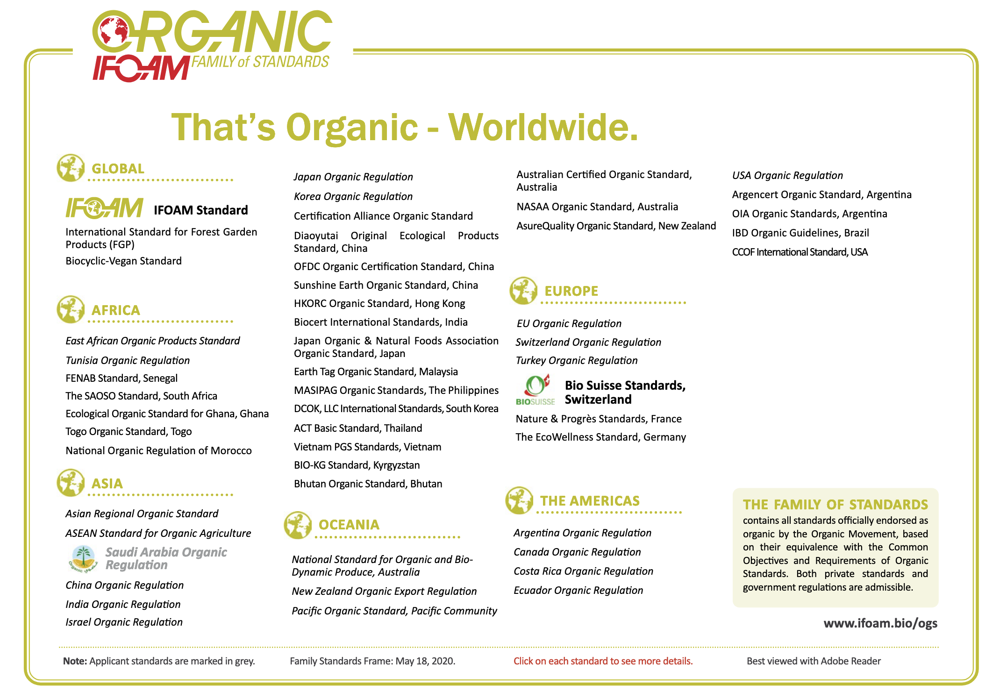 ORGANIC
IFOAM FAMILY of STANDARDS
That's Organic - Worldwide.
GLOBAL
IFOAM IFOAM Standard
International Standard for Forest Garden
Products (FGP)
Biocyclic-Vegan Standard
AFRICA
East African Organic Products Standard
Tunisia Organic Regulation
FENAB Standard, Senegal
The SAOSO Standard, South Africa
Ecological Organic Standard for Ghana, Ghana
Togo Organic Standard, Togo
National Organic Regulation of Morocco
ASIA
Asian Regional Organic Standard
ASEAN Standard for Organic Agriculture
Organic
Saudi Arabia Organic
Regulation
China Organic Regulation
India Organic Regulation
Israel Organic Regulation
Japan Organic Regulation
Korea Organic Regulation
Certification Alliance Organic Standard
Diaoyutai Original Ecological Products
Standard, China
OFDC Organic Certification Standard, China
Sunshine Earth Organic Standard, China
HKORC Organic Standard, Hong Kong
Biocert International Standards, India
Japan Organic & Natural Foods Association
Organic Standard, Japan
Earth Tag Organic Standard, Malaysia
MASIPAG Organic Standards, The Philippines
DCOK, LLC International Standards, South Korea
ACT Basic Standard, Thailand
Vietnam PGS Standards, Vietnam
BIO-KG Standard, Kyrgyzstan
Bhutan Organic Standard, Bhutan
OCEANIA
National Standard for Organic and Bio-
Dynamic Produce, Australia
New Zealand Organic Export Regulation
Pacific Organic Standard, Pacific Community
Australian Certified Organic Standard,
Australia
NASAA Organic Standard, Australia
AsureQuality Organic Standard, New Zealand
EUROPE
EU Organic Regulation
Switzerland Organic Regulation
Turkey Organic Regulation
BIOSUISSE
Bio Suisse Standards,
Switzerland
Nature & Progrès Standards, France
The EcoWellness Standard, Germany
THE AMERICAS
Argentina Organic Regulation
Canada Organic Regulation
Costa Rica Organic Regulation
Ecuador Organic Regulation
USA Organic Regulation
Argencert Organic Standard, Argentina
OIA Organic Standards, Argentina
IBD Organic Guidelines, Brazil
CCOF International Standard, USA
THE FAMILY OF STANDARDS
contains all standards officially endorsed as
organic by the Organic Movement, based
on their equivalence with the Common
Objectives and Requirements of Organic
Standards. Both private standards and
government regulations are admissible.
www.ifoam.bio/ogs
Note: Applicant standards are marked in grey.
Family Standards Frame: May 18, 2020.
Click on each standard to see more details.
Best viewed with Adobe Reader